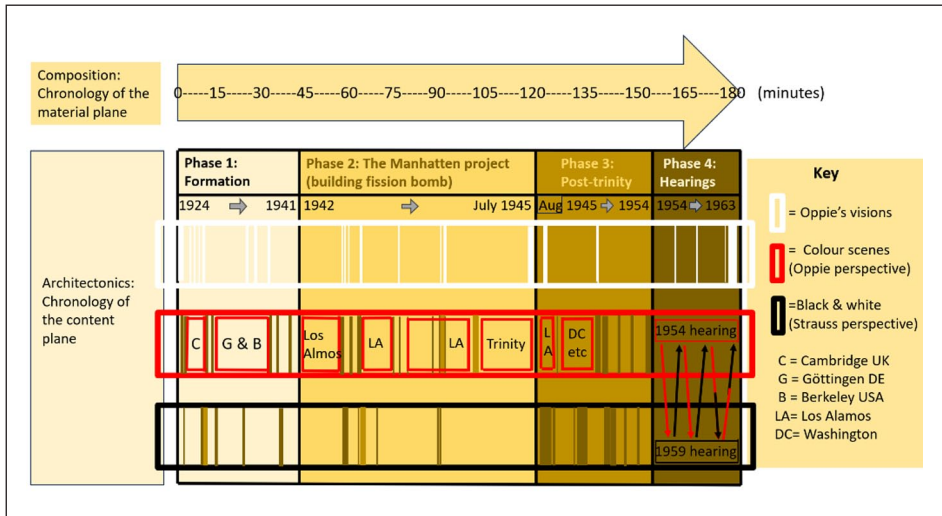 Composition:
Chronology of the
material plane
0-----15-----30-----45-----60-----75-----90-----105-----120-----135-----150----165----180 (minutes)
Phase 1:
Formation
Phase 2: The Manhatten project
(building fission bomb)
Phase 3:
Post-trinity
Phase 4:
Hearings
1924 1941
1942 July 1945
Aug 1945 1954
1954 1963
Architectonics:
Chronology of
the content
plane
C
G & B
Los
Almos
LA
LA
Trinity
L
A
DC
etc
1954 hearing
1959 hearing
Key
= Oppie's visions
= Colour scenes
(Oppie perspective)
=Black & white
(Strauss perspective)
C = Cambridge UK
G = Göttingen DE
B = Berkeley USA
LA= Los Alamos
DC= Washington